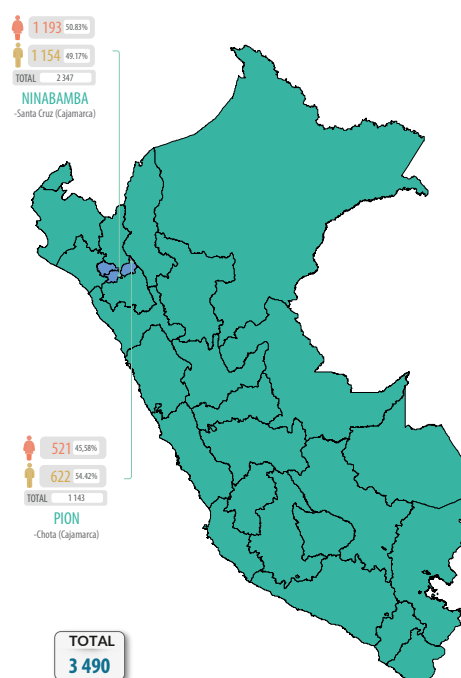 1 193 50.83%
1 154 49.17%
TOTAL 2 347
NINABAMBA
-Santa Cruz (Cajamarca)
521 45,58%
622 54.42%
TOTAL 1 143
PION
-Chota (Cajamarca)
TOTAL
3 490